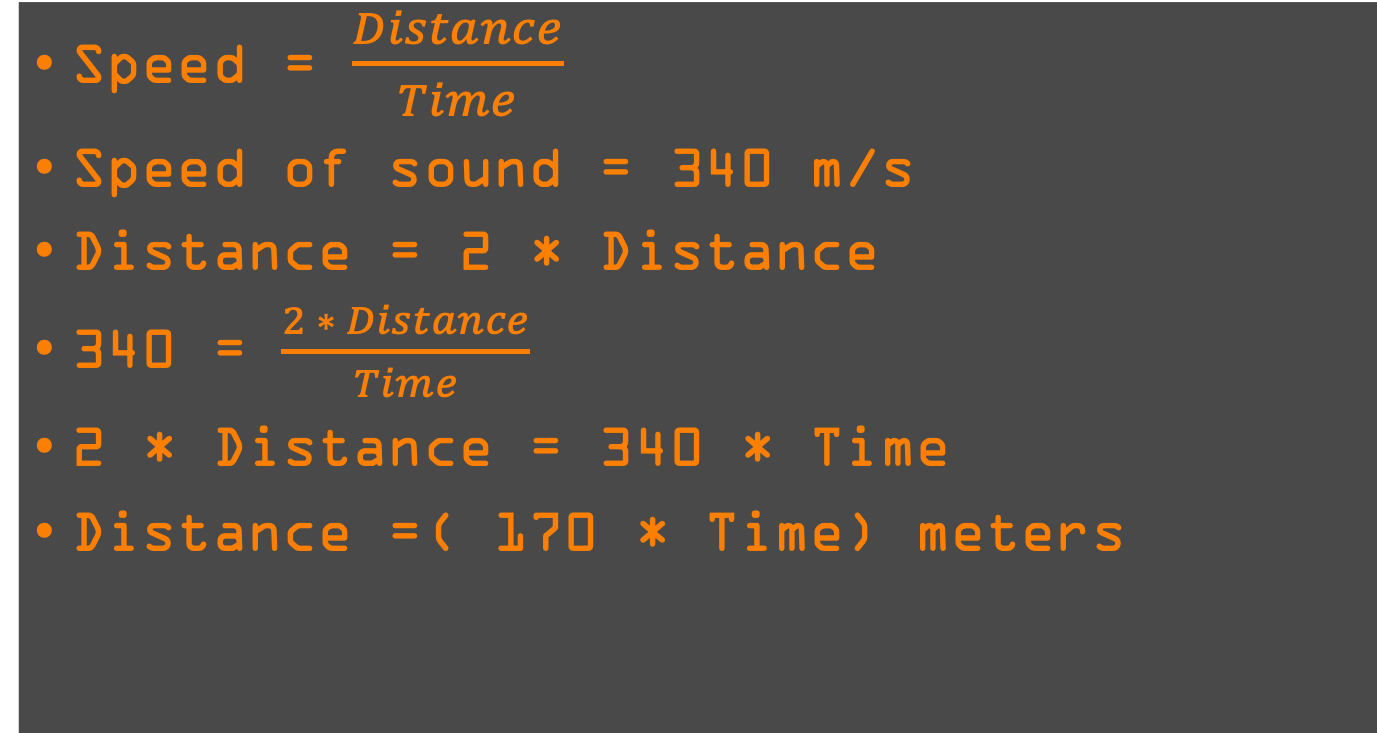 • Speed = Distance / Time
• Speed of sound = 340 m/s
• Distance = 2 * Distance
• 340 = 2 * Distance / Time
• 2 * Distance = 340 * Time
• Distance =( 170 * Time) meters